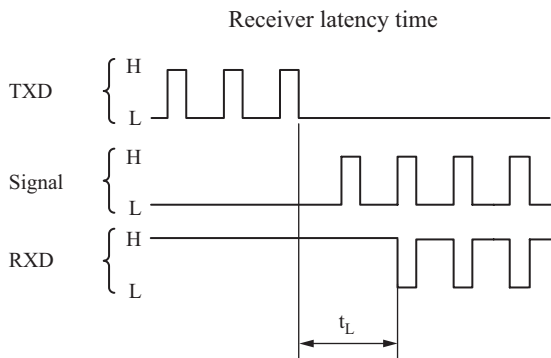 Receiver latency time
H
TXD
L
H
Signal
L
H
RXD
L
tL